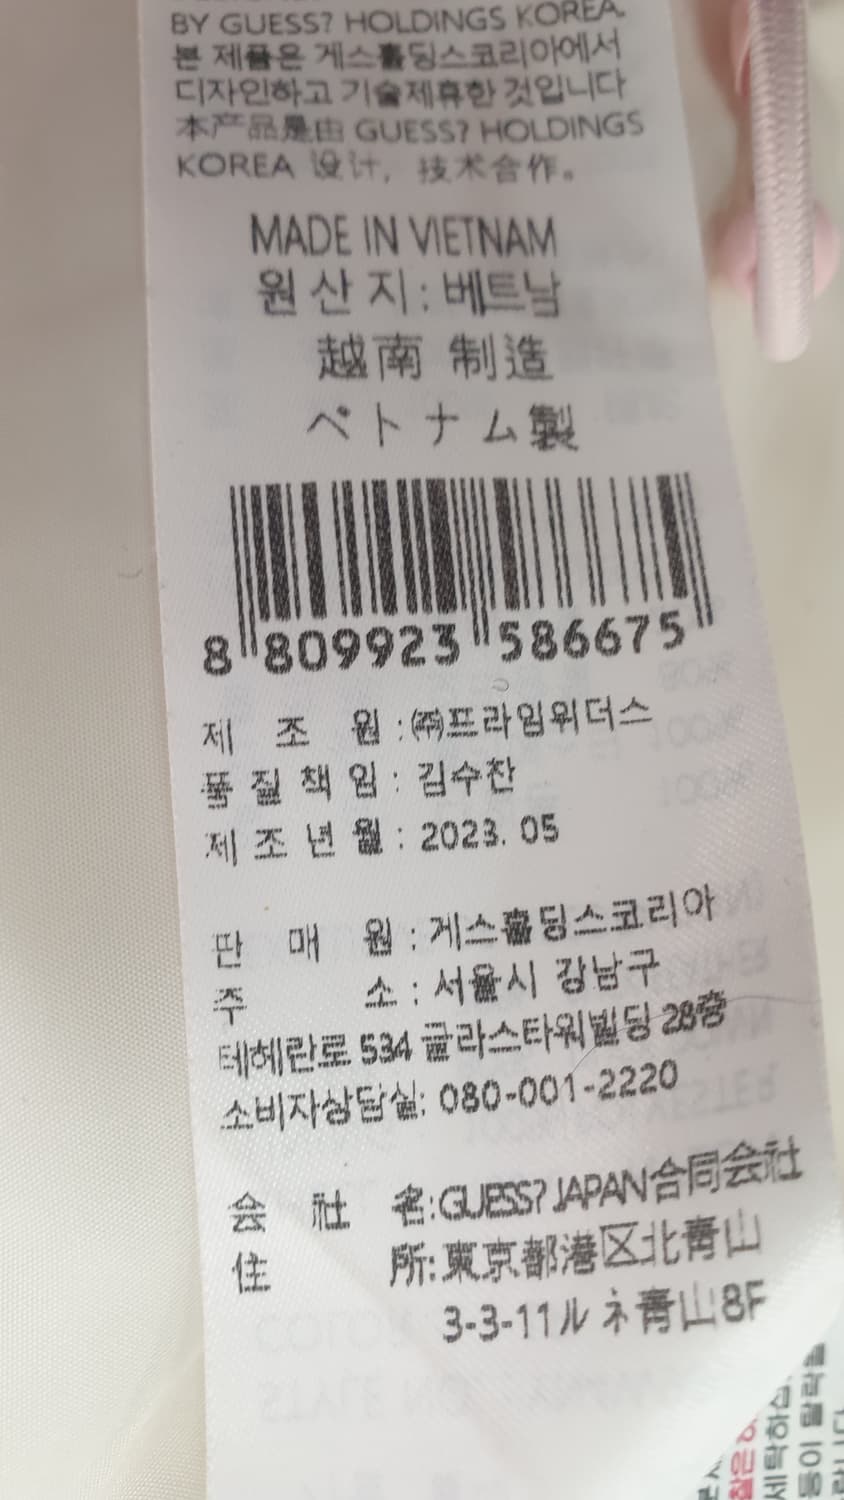 BY GUESS? HOLDINGS KOREA.
본 제품은 게스홀딩스코리아에서
디자인하고 기술제휴한 것입니다
本产品是由 GUESS? HOLDINGS
KOREA 设计, 技术合作。
MADE IN VIETNAM
원 산 지 : 베트남
越南 制造
ベトナム製
8 809923 586675
제 조 원 : ㈜프라임위더스
품 질 책 임 : 김수찬
제 조 년 월 : 2023. 05
판 매 원 : 게스홀딩스코리아
주 소 : 서울시 강남구
테헤란로 534 글라스타워빌딩 28층
소비자상담실: 080-001-2220
会 社 名:GUESS? JAPAN合同会社
住 所:東京都港区北青山
3-3-11ルネ青山8F